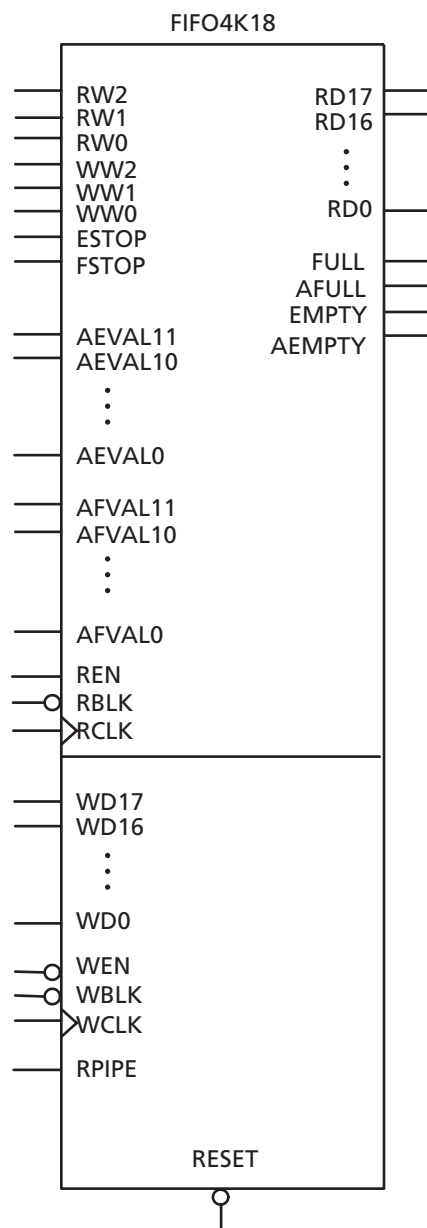 FIFO4K18
RW2
RW1
RW0
WW2
WW1
WW0
ESTOP
FSTOP
AEVAL11
AEVAL10
AEVAL0
AFVAL11
AFVAL10
AFVAL0
REN
RBLK
RCLK
RD17
RD16
RD0
FULL
AFULL
EMPTY
AEMPTY
WD17
WD16
WD0
WEN
WBLK
WCLK
RPIPE
RESET